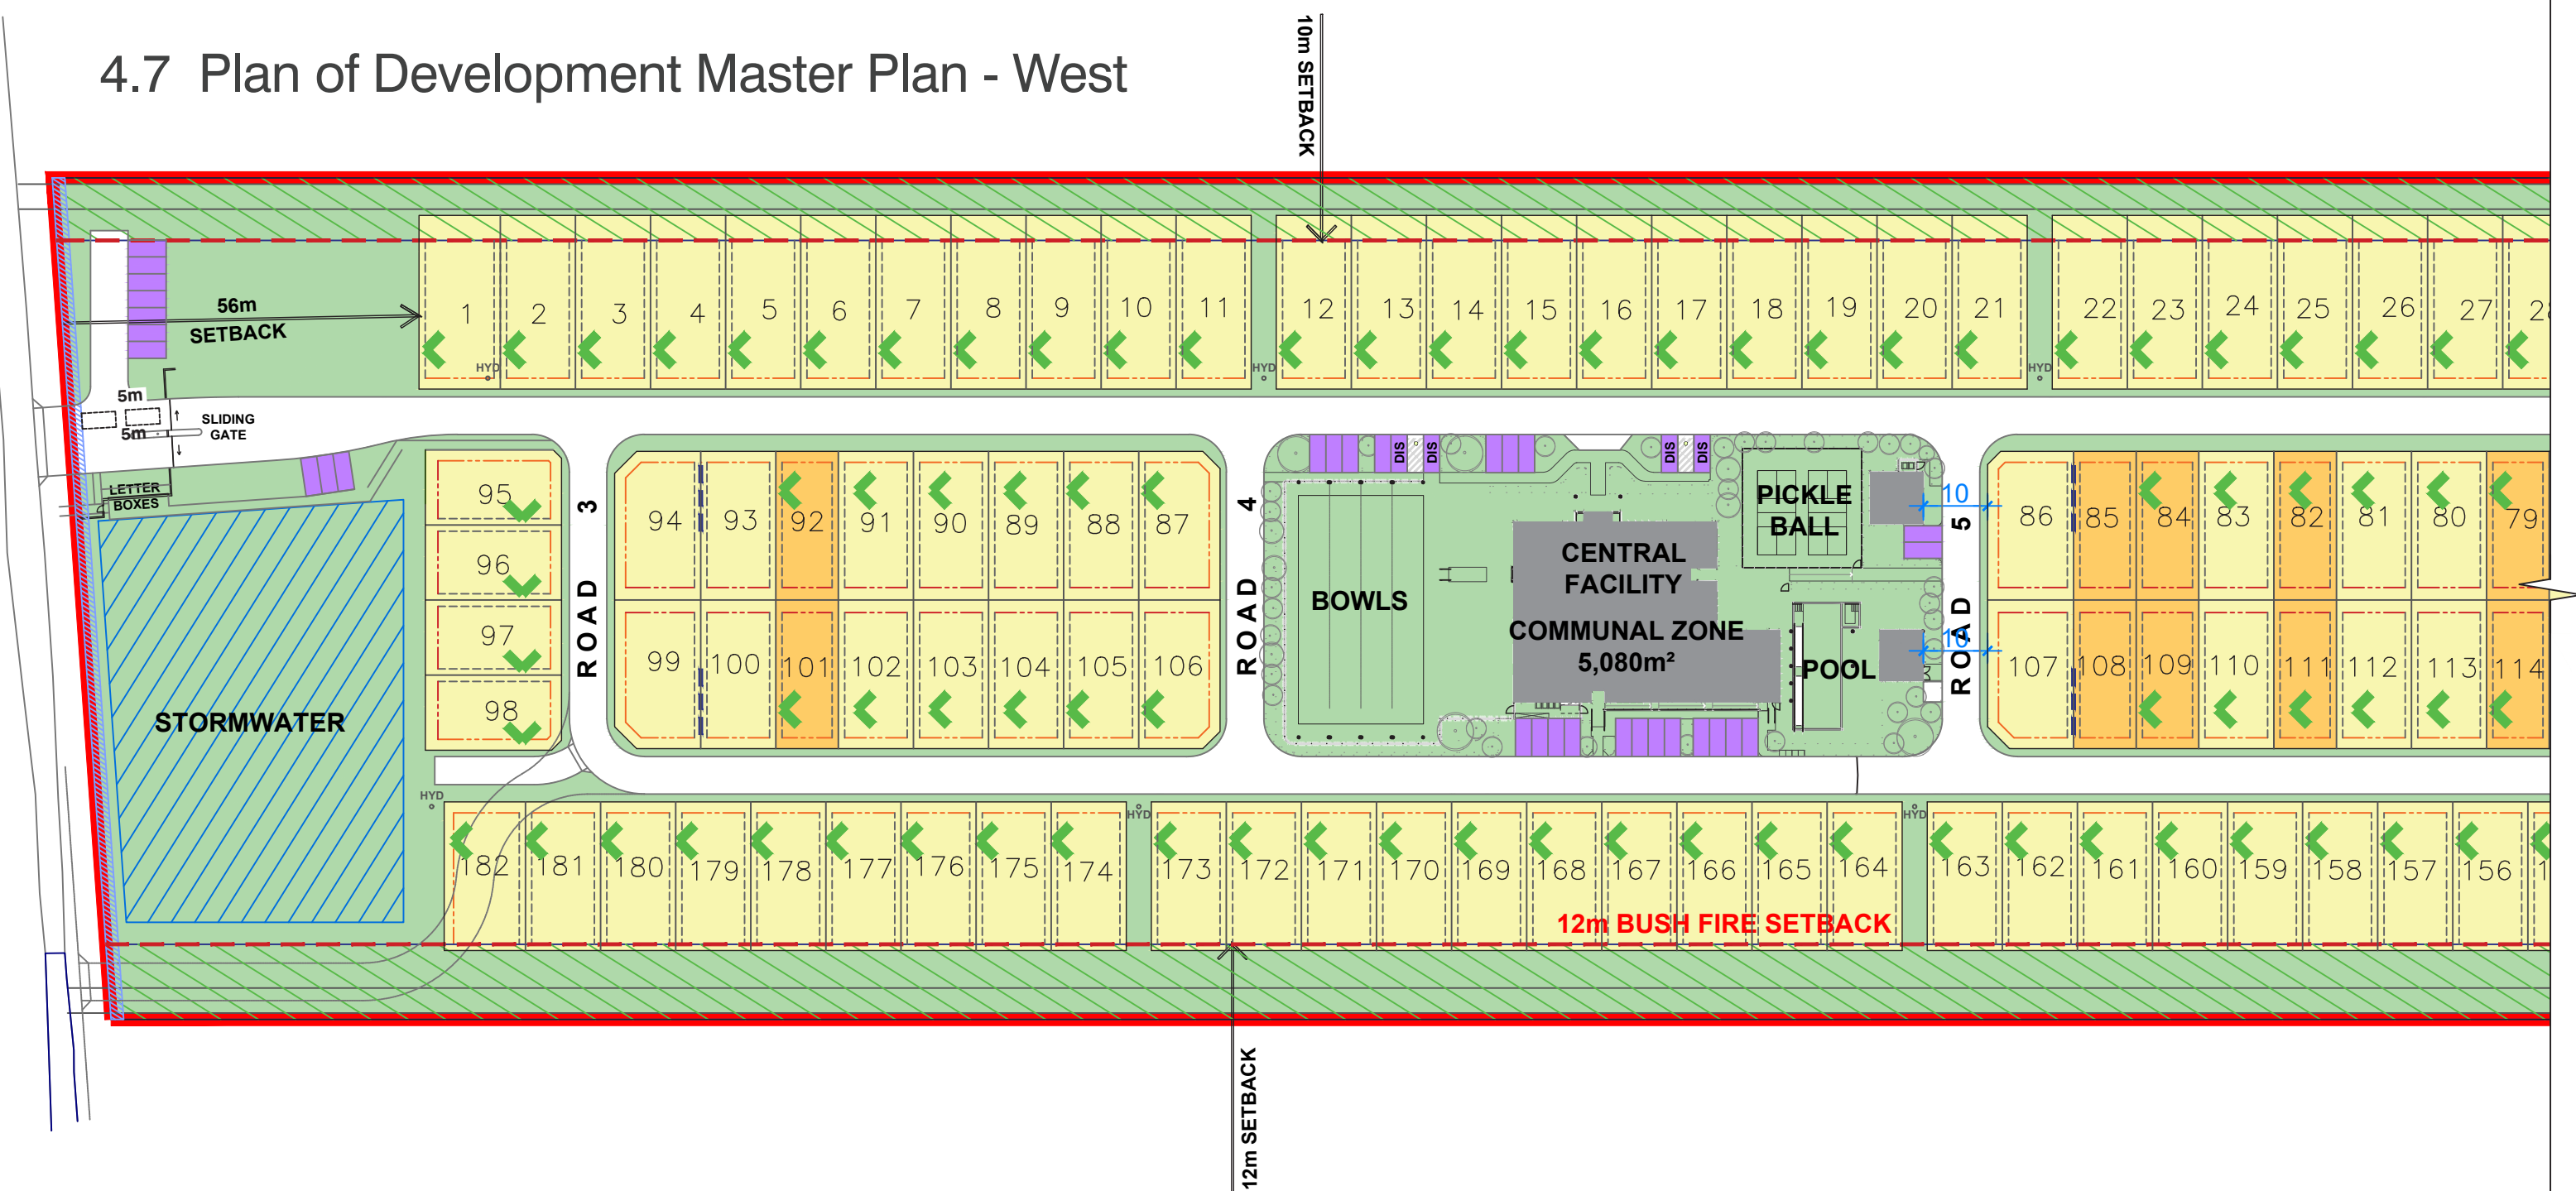 4.7 Plan of Development Master Plan - West
10m SETBACK
1 2 3 4 5 6 7 8 9 10 11 12 13 14 15 16 17 18 19 20 21 22 23 24 25 26 27
56m
SETBACK
HYD HYD HYD
5m
5m
SLIDING
GATE
LETTER
BOXES
STORMWATER
95
96
97
98
ROAD 3
94 93 92 91 90 89 88 87
99 100 101 102 103 104 105 106
ROAD 4
DIS DIS DIS DIS
BOWLS
CENTRAL
FACILITY
COMMUNAL ZONE
5,080m²
PICKLE
BALL
POOL
10
10
ROAD 5
86 85 84 83 82 81 80 79
107 108 109 110 111 112 113 114
HYD HYD HYD
182 181 180 179 178 177 176 175 174 173 172 171 170 169 168 167 166 165 164 163 162 161 160 159 158 157 156
12m BUSH FIRE SETBACK
12m SETBACK